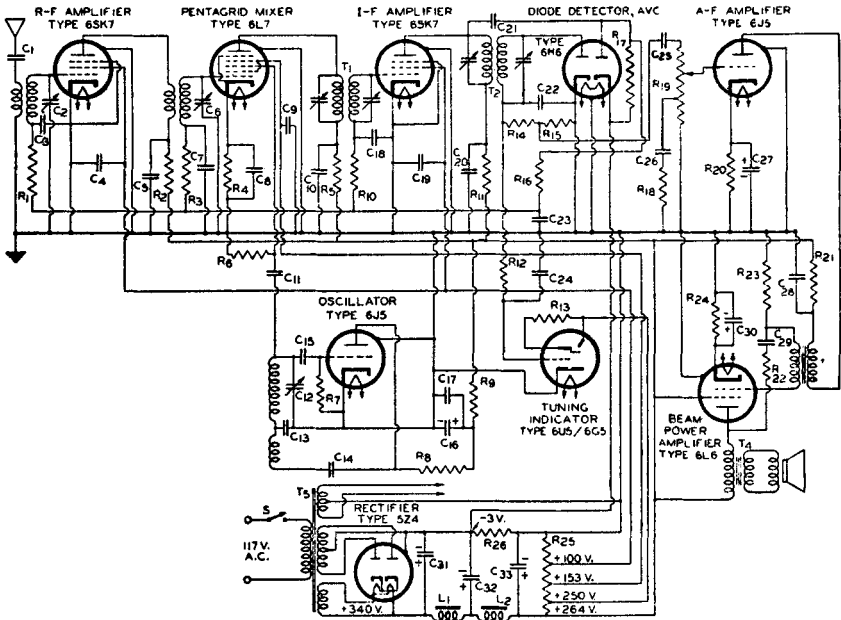 R-F AMPLIFIER
TYPE 6SK7
PENTAGRID MIXER
TYPE 6L7
I-F AMPLIFIER
TYPE 6SK7
DIODE DETECTOR, AVC
TYPE
6H6
A-F AMPLIFIER
TYPE 6J5
C1
C2
C3
R1
C4
C5
R2
C6
C7
R3
R4
C8
C9
T1
C10
R5
R10
C18
C19
C20
R11
C21
T2
C22
R14
R15
R16
R17
C23
C25
R19
C26
R18
R20
C27
R6
C11
R12
C24
R23
C28
R21
OSCILLATOR
TYPE 6J5
C15
C12
R7
C13
C14
R8
C17
C16
R9
R13
TUNING
INDICATOR
TYPE 6U5/6G5
R24
C30
C29
R22
BEAM
POWER
AMPLIFIER
TYPE 6L6
T4
S
117 V.
A.C.
T5
RECTIFIER
TYPE 5Z4
+340V.
C31
L1
C32
-3V.
R26
L2
C33
R25
+100 V.
+153 V.
+250 V.
+264 V.